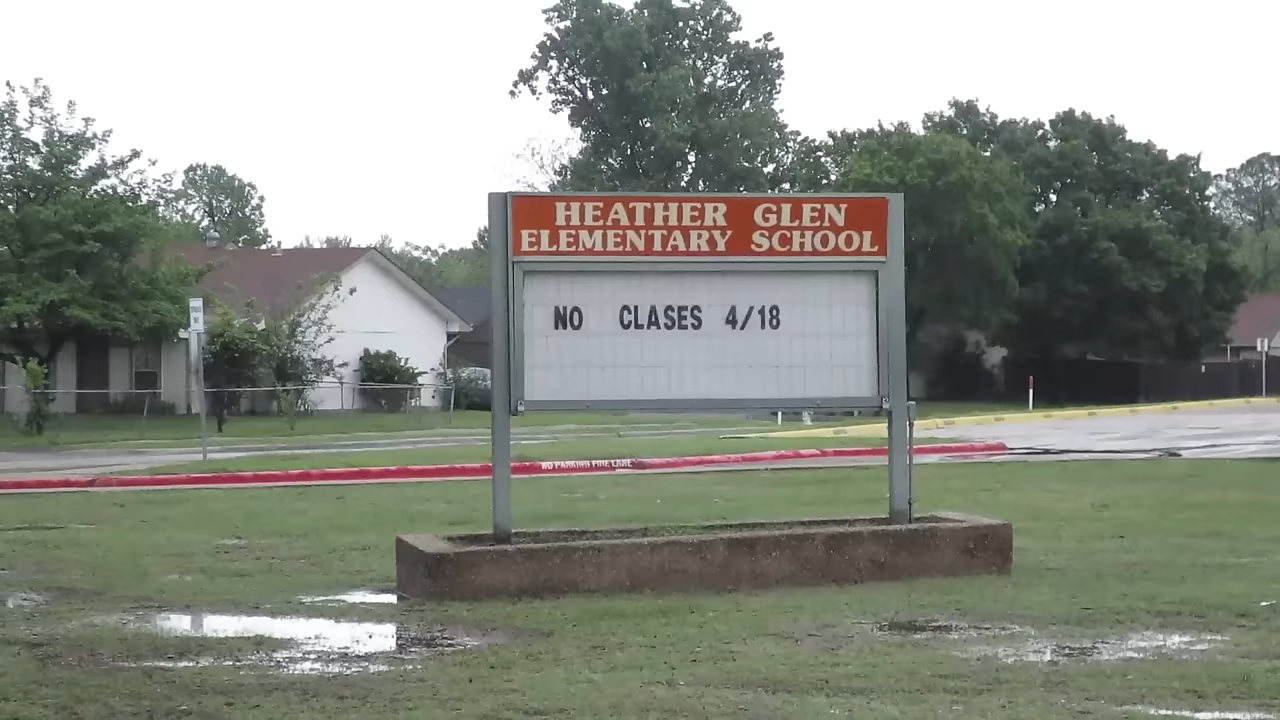 HEATHER GLEN
ELEMENTARY SCHOOL
NO CLASES 4/18
NO PARKING FIRE LANE